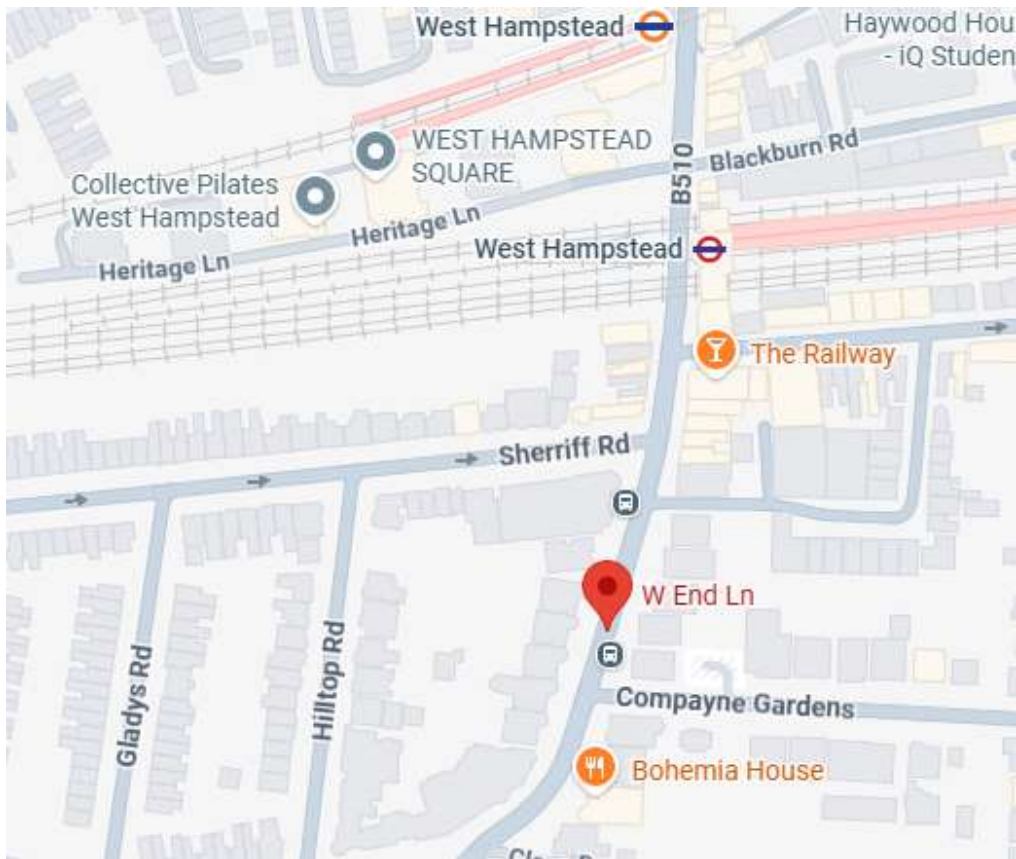 West Hampstead
Haywood Hou
- iQ Studen
WEST HAMPSTEAD
SQUARE
Collective Pilates
West Hampstead
B510
Blackburn Rd
Heritage Ln
Heritage Ln
West Hampstead
The Railway
Sherriff Rd
W End Ln
Gladys Rd
Hilltop Rd
Compayne Gardens
Bohemia House